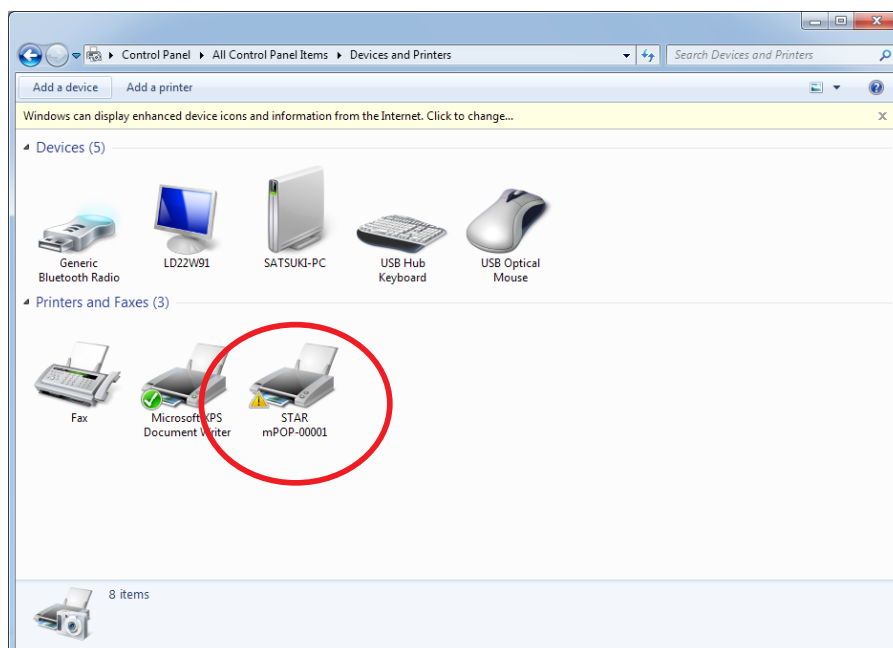 Control Panel ▸ All Control Panel Items ▸ Devices and Printers
Search Devices and Printers
Add a device Add a printer
Windows can display enhanced device icons and information from the Internet. Click to change...
Devices (5)
Generic
Bluetooth Radio
LD22W91
SATSUKI-PC
USB Hub
Keyboard
USB Optical
Mouse
Printers and Faxes (3)
Fax
Microsoft XPS
Document Writer
STAR
mPOP-00001
8 items